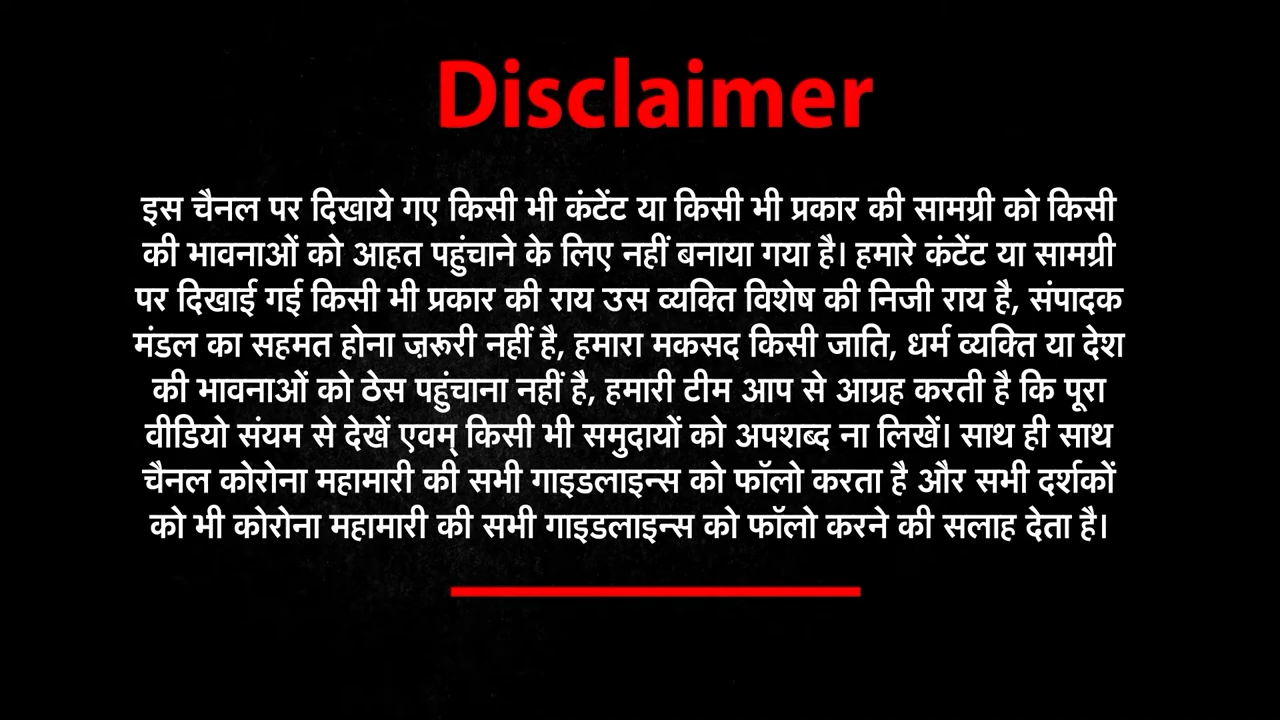 Disclaimer
इस चैनल पर दिखाये गए किसी भी कंटेंट या किसी भी प्रकार की सामग्री को किसी
की भावनाओं को आहत पहुंचाने के लिए नहीं बनाया गया है। हमारे कंटेंट या सामग्री
पर दिखाई गई किसी भी प्रकार की राय उस व्यक्ति विशेष की निजी राय है, संपादक
मंडल का सहमत होना ज़रूरी नहीं है, हमारा मकसद किसी जाति, धर्म व्यक्ति या देश
की भावनाओं को ठेस पहुंचाना नहीं है, हमारी टीम आप से आग्रह करती है कि पूरा
वीडियो संयम से देखें एवम् किसी भी समुदायों को अपशब्द ना लिखें। साथ ही साथ
चैनल कोरोना महामारी की सभी गाइडलाइन्स को फॉलो करता है और सभी दर्शकों
को भी कोरोना महामारी की सभी गाइडलाइन्स को फॉलो करने की सलाह देता है।